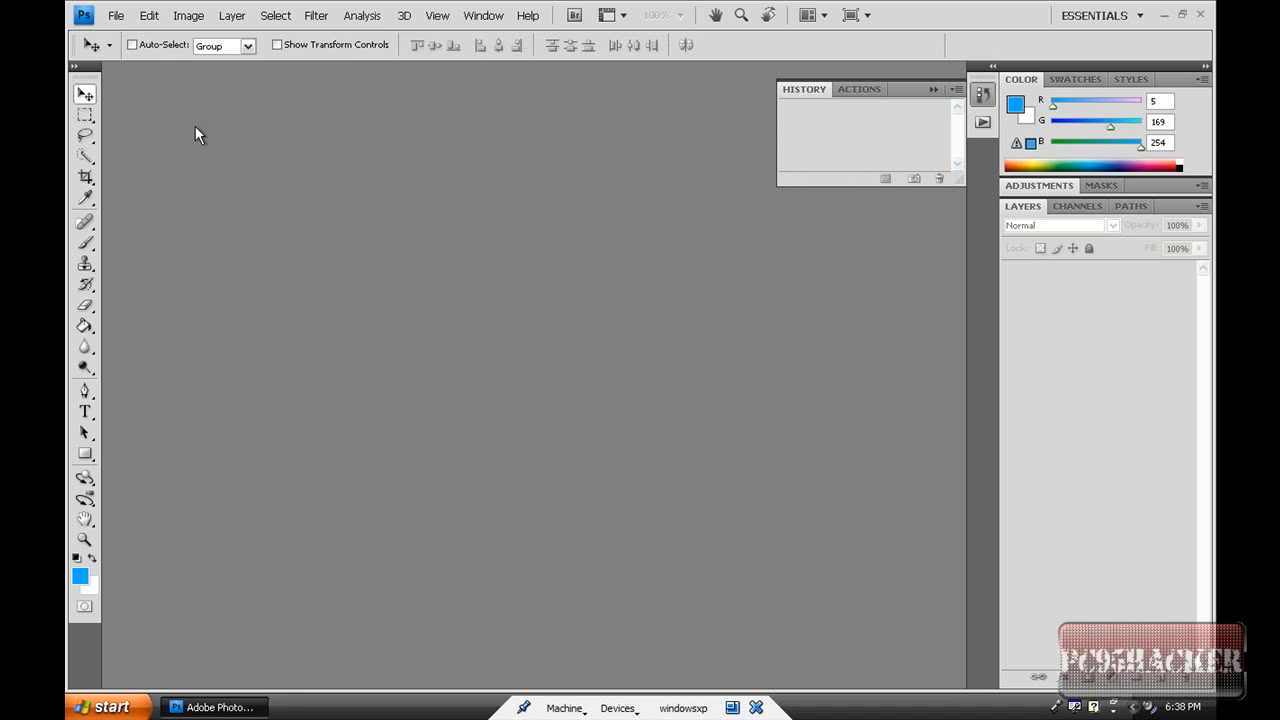 Ps File Edit Image Layer Select Filter Analysis 3D View Window Help Br 100% ESSENTIALS
Auto-Select: Group Show Transform Controls
HISTORY ACTIONS
COLOR SWATCHES STYLES
R 5
G 169
B 254
ADJUSTMENTS MASKS
LAYERS CHANNELS PATHS
Normal Opacity: 100%
Lock: Fill: 100%
T
start Ps Adobe Photo... Machine Devices windowsxp 6:38 PM